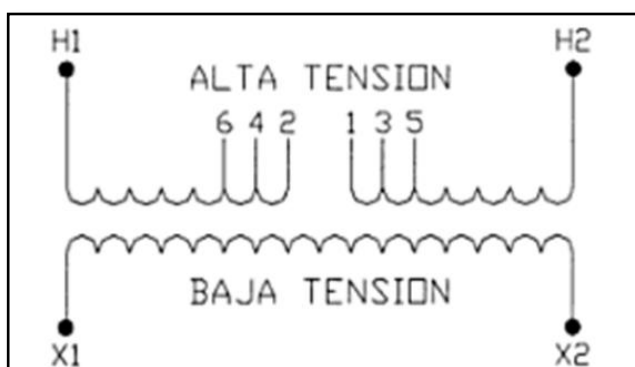 H1 H2
ALTA TENSION
6 4 2 1 3 5
BAJA TENSION
X1 X2